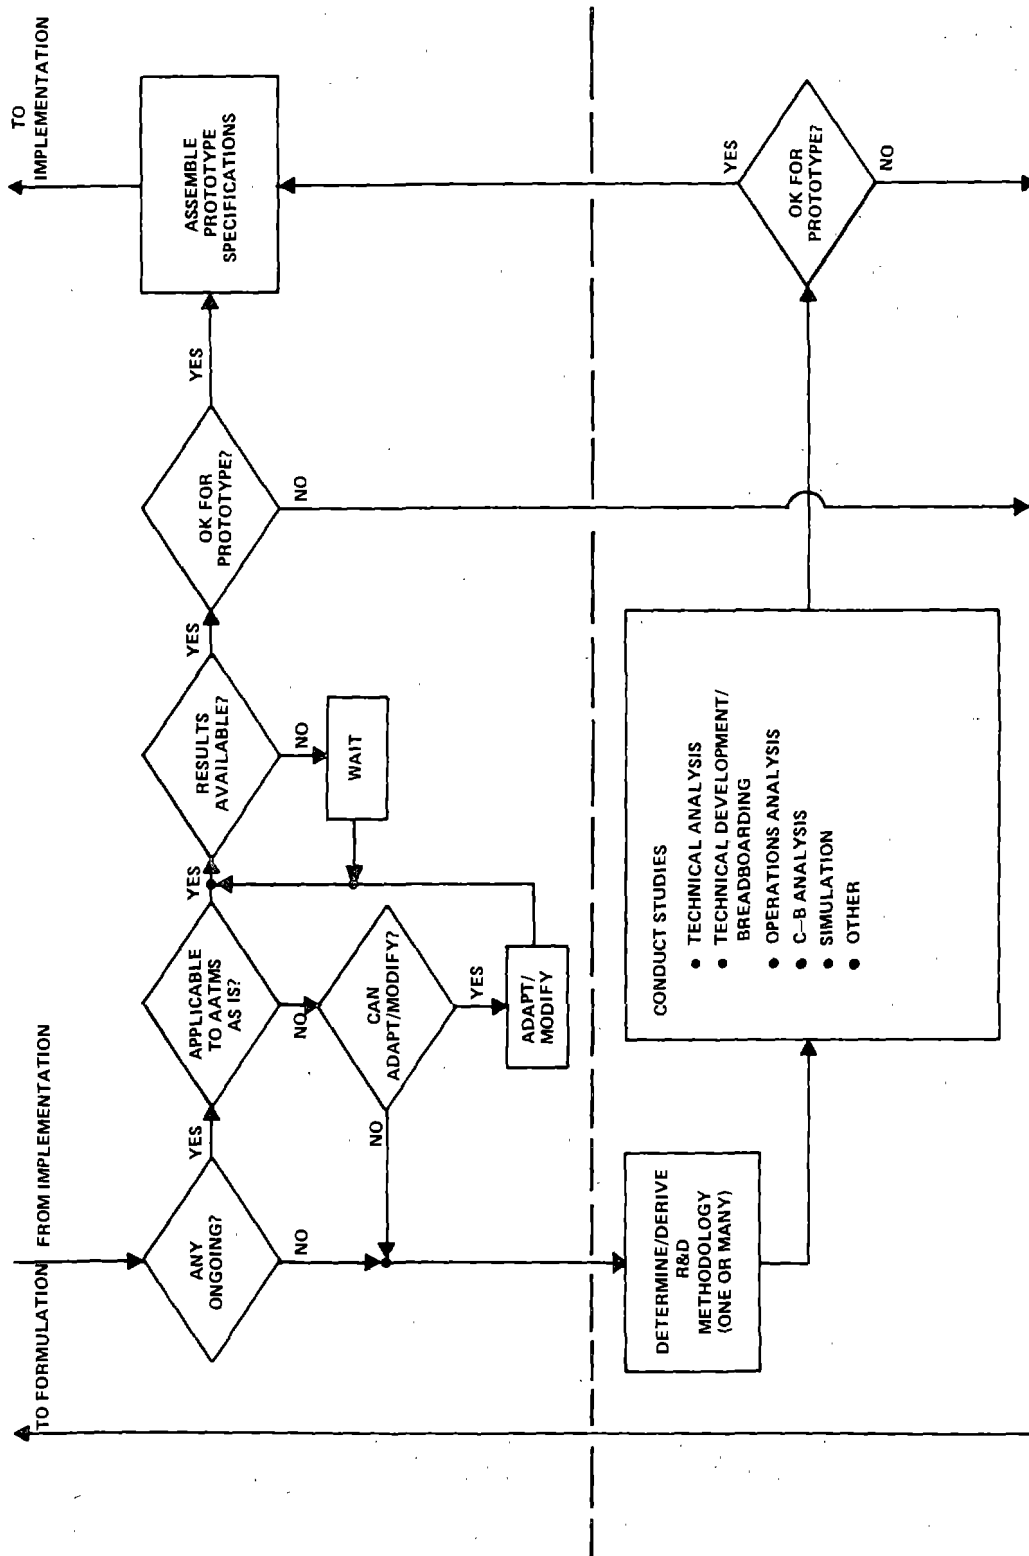 TO FORMULATION
FROM IMPLEMENTATION
TO
IMPLEMENTATION
ANY
ONGOING?
YES
NO
APPLICABLE
TO AATMS
AS IS?
YES
NO
CAN
ADAPT/MODIFY?
NO
YES
ADAPT/
MODIFY
RESULTS
AVAILABLE?
YES
NO
WAIT
OK FOR
PROTOTYPE?
YES
NO
ASSEMBLE
PROTOTYPE
SPECIFICATIONS
DETERMINE/DERIVE
R&D
METHODOLOGY
(ONE OR MANY)
CONDUCT STUDIES
● TECHNICAL ANALYSIS
● TECHNICAL DEVELOPMENT/
BREADBOARDING
● OPERATIONS ANALYSIS
● C–B ANALYSIS
● SIMULATION
● OTHER
OK FOR
PROTOTYPE?
YES
NO